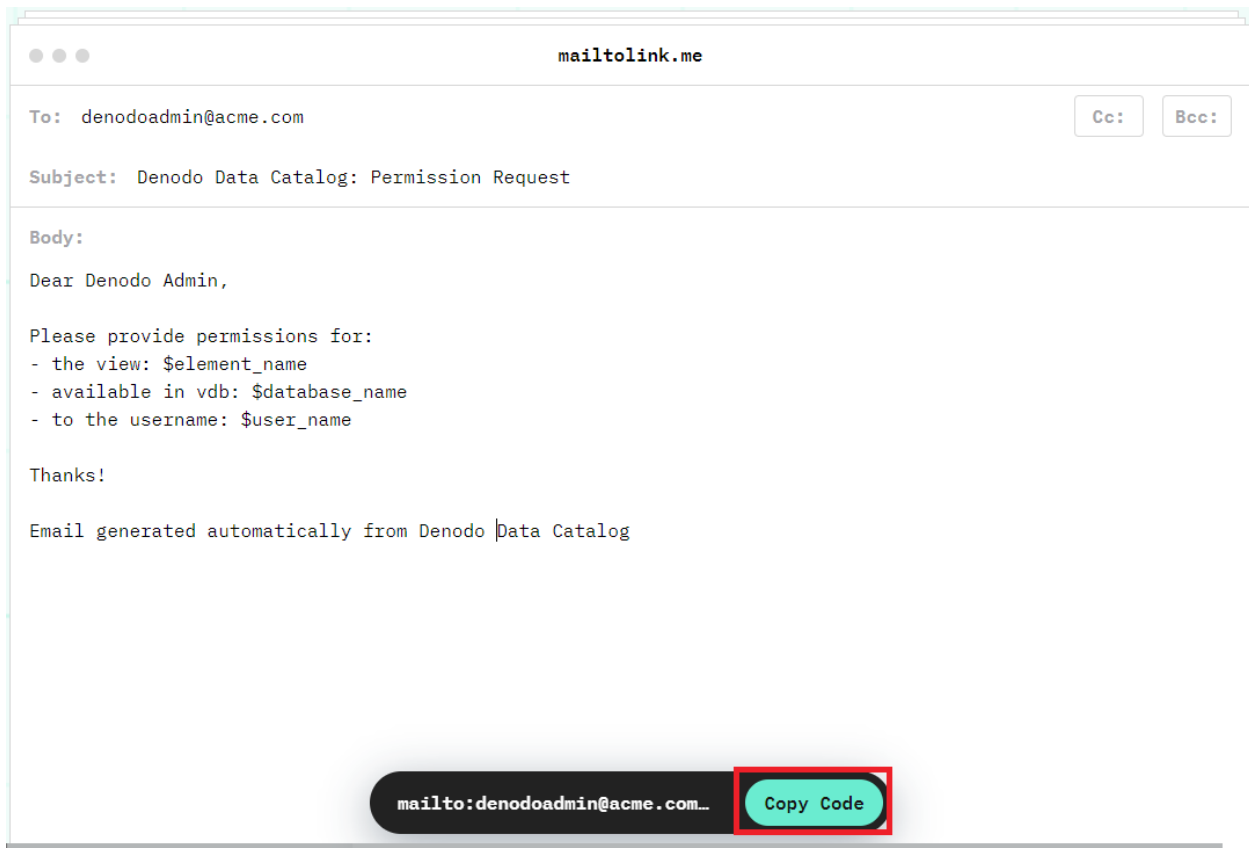 mailtolink.me
To: denodoadmin@acme.com Cc: Bcc:
Subject: Denodo Data Catalog: Permission Request
Body:
Dear Denodo Admin,
Please provide permissions for:
- the view: $element_name
- available in vdb: $database_name
- to the username: $user_name
Thanks!
Email generated automatically from Denodo Data Catalog
mailto:denodoadmin@acme.com… Copy Code